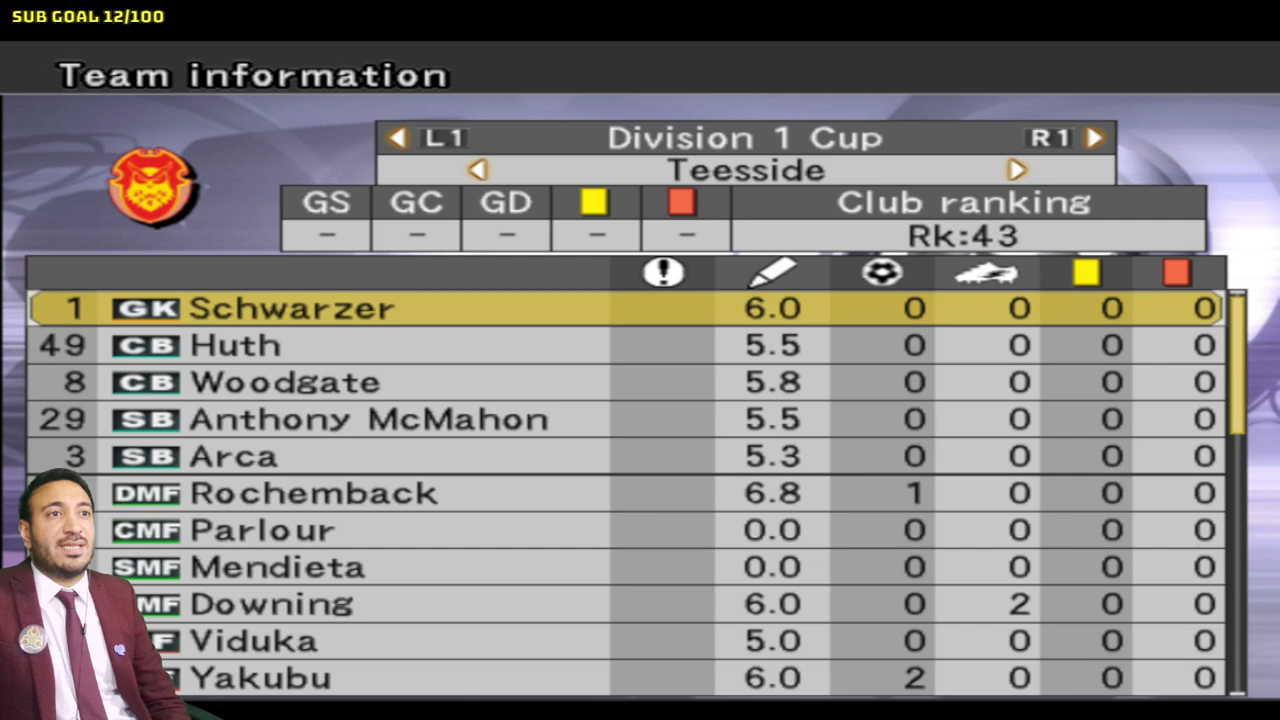 SUB GOAL 12/100
Team information
L1 Division 1 Cup R1
Teesside
GS GC GD Club ranking
- - - - - Rk:43
1 GK Schwarzer 6.0 0 0 0 0
49 CB Huth 5.5 0 0 0 0
8 CB Woodgate 5.8 0 0 0 0
29 SB Anthony McMahon 5.5 0 0 0 0
3 SB Arca 5.3 0 0 0 0
DMF Rochemback 6.8 1 0 0 0
CMF Parlour 0.0 0 0 0 0
SMF Mendieta 0.0 0 0 0 0
MF Downing 6.0 0 2 0 0
F Viduka 5.0 0 0 0 0
Yakubu 6.0 2 0 0 0